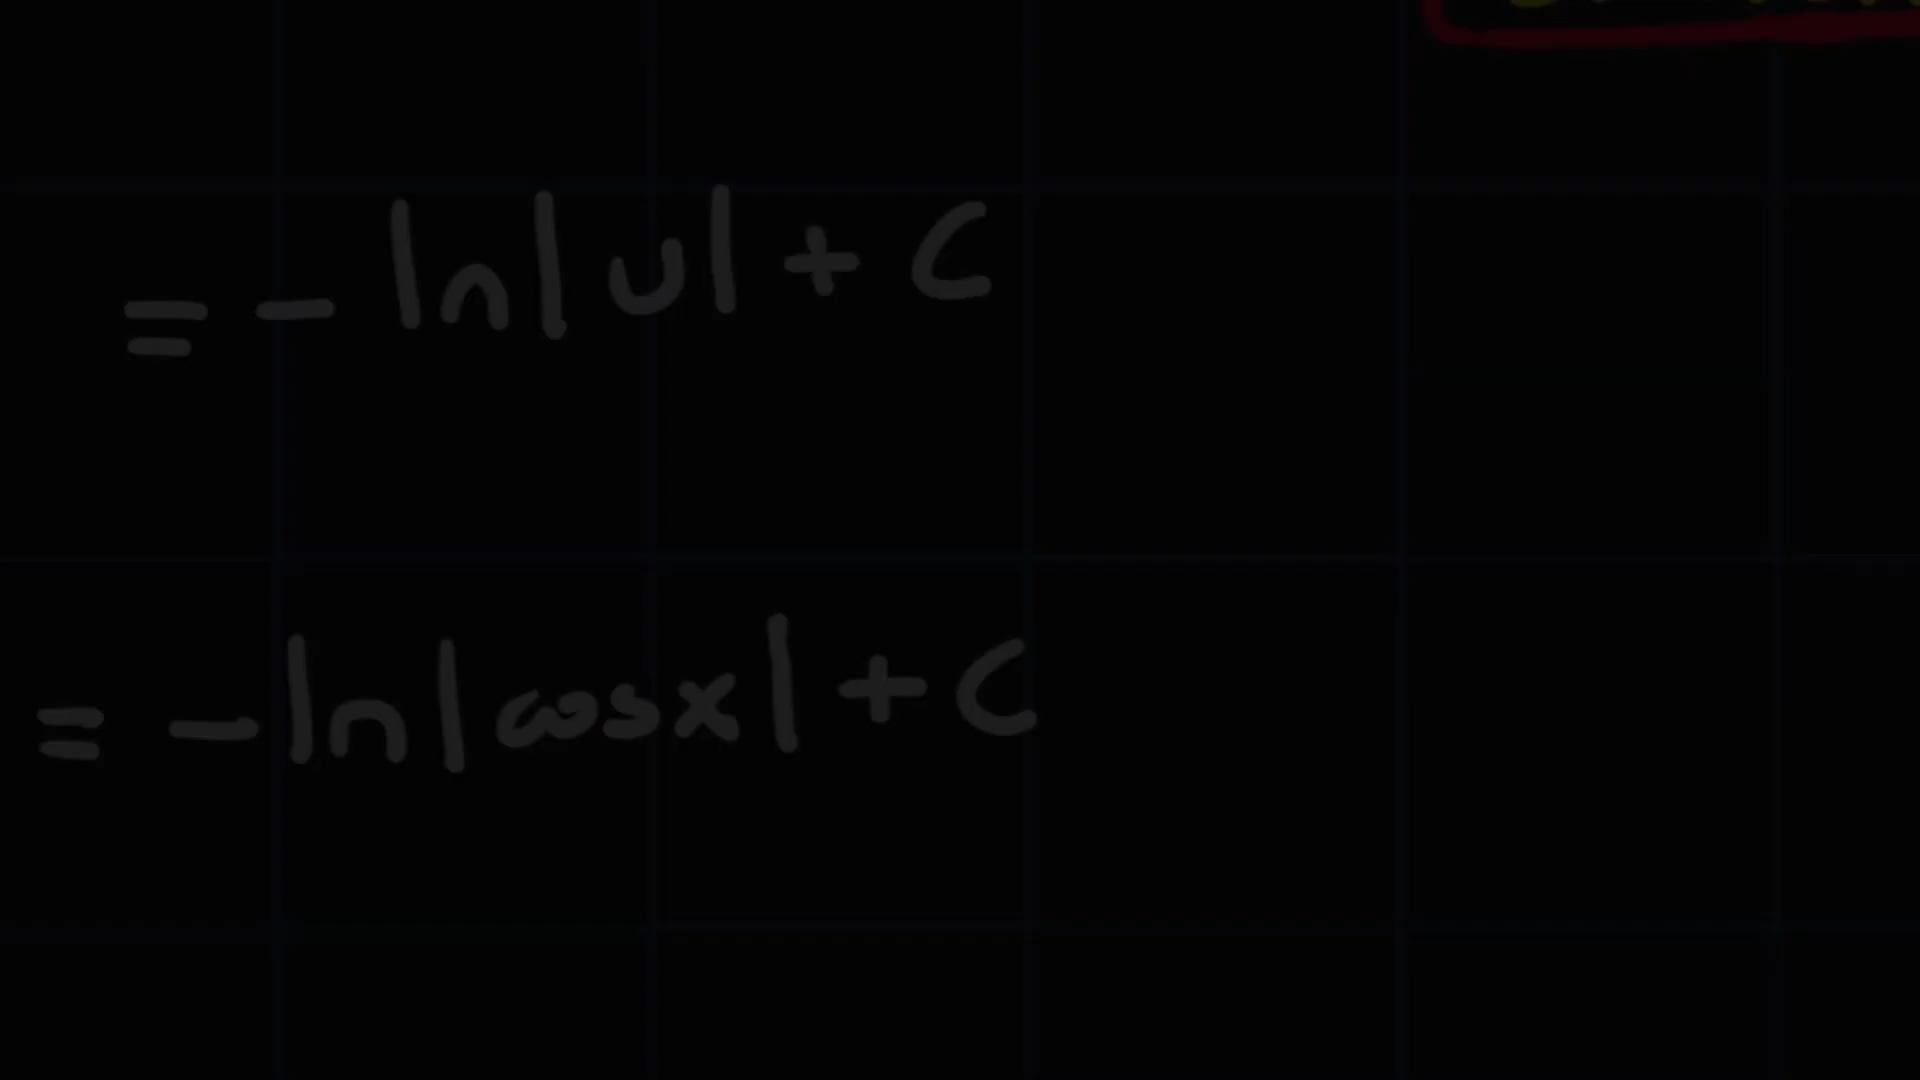 = - ln|u| + C
= - ln|cosx| + C